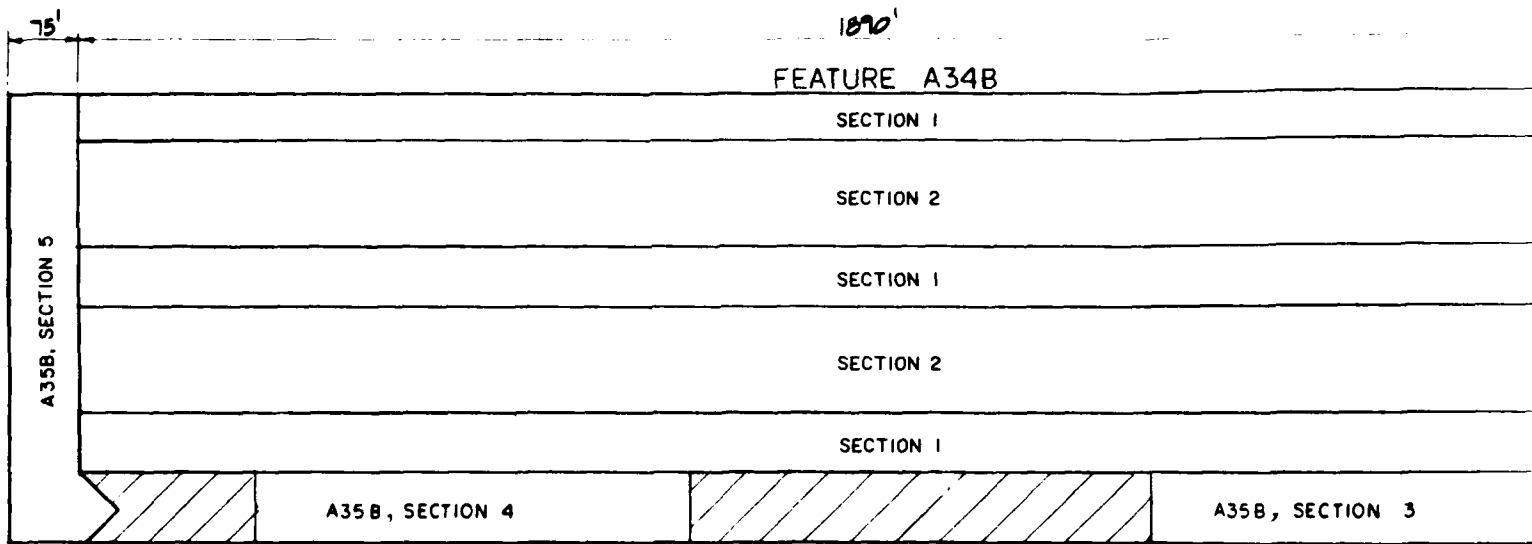 75' 1890'
FEATURE A34B
SECTION 1
SECTION 2
SECTION 1
A35B, SECTION 5
SECTION 2
SECTION 1
A35B, SECTION 4
A35B, SECTION 3